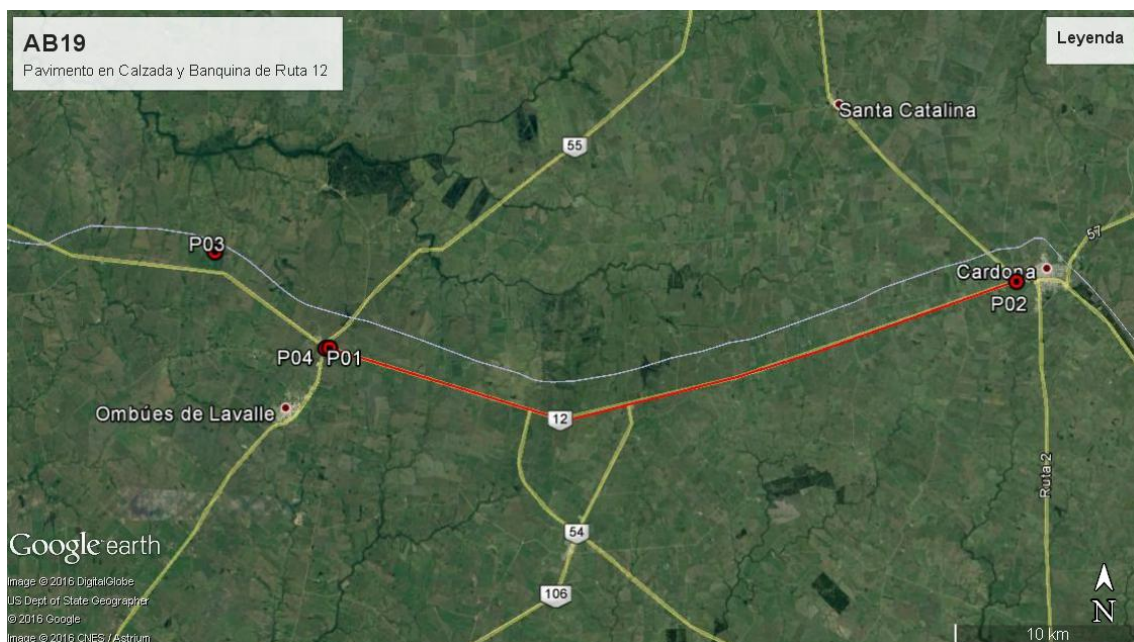 AB19
Pavimento en Calzada y Banquina de Ruta 12
Leyenda
Santa Catalina
55
57
P03
Cardona
P02
P04
P01
Ombúes de Lavalle
12
Ruta 2
54
106
Google earth
Image © 2016 DigitalGlobe
US Dept of State Geographer
© 2016 Google
Image © 2016 CNES / Astrium
N
10 km